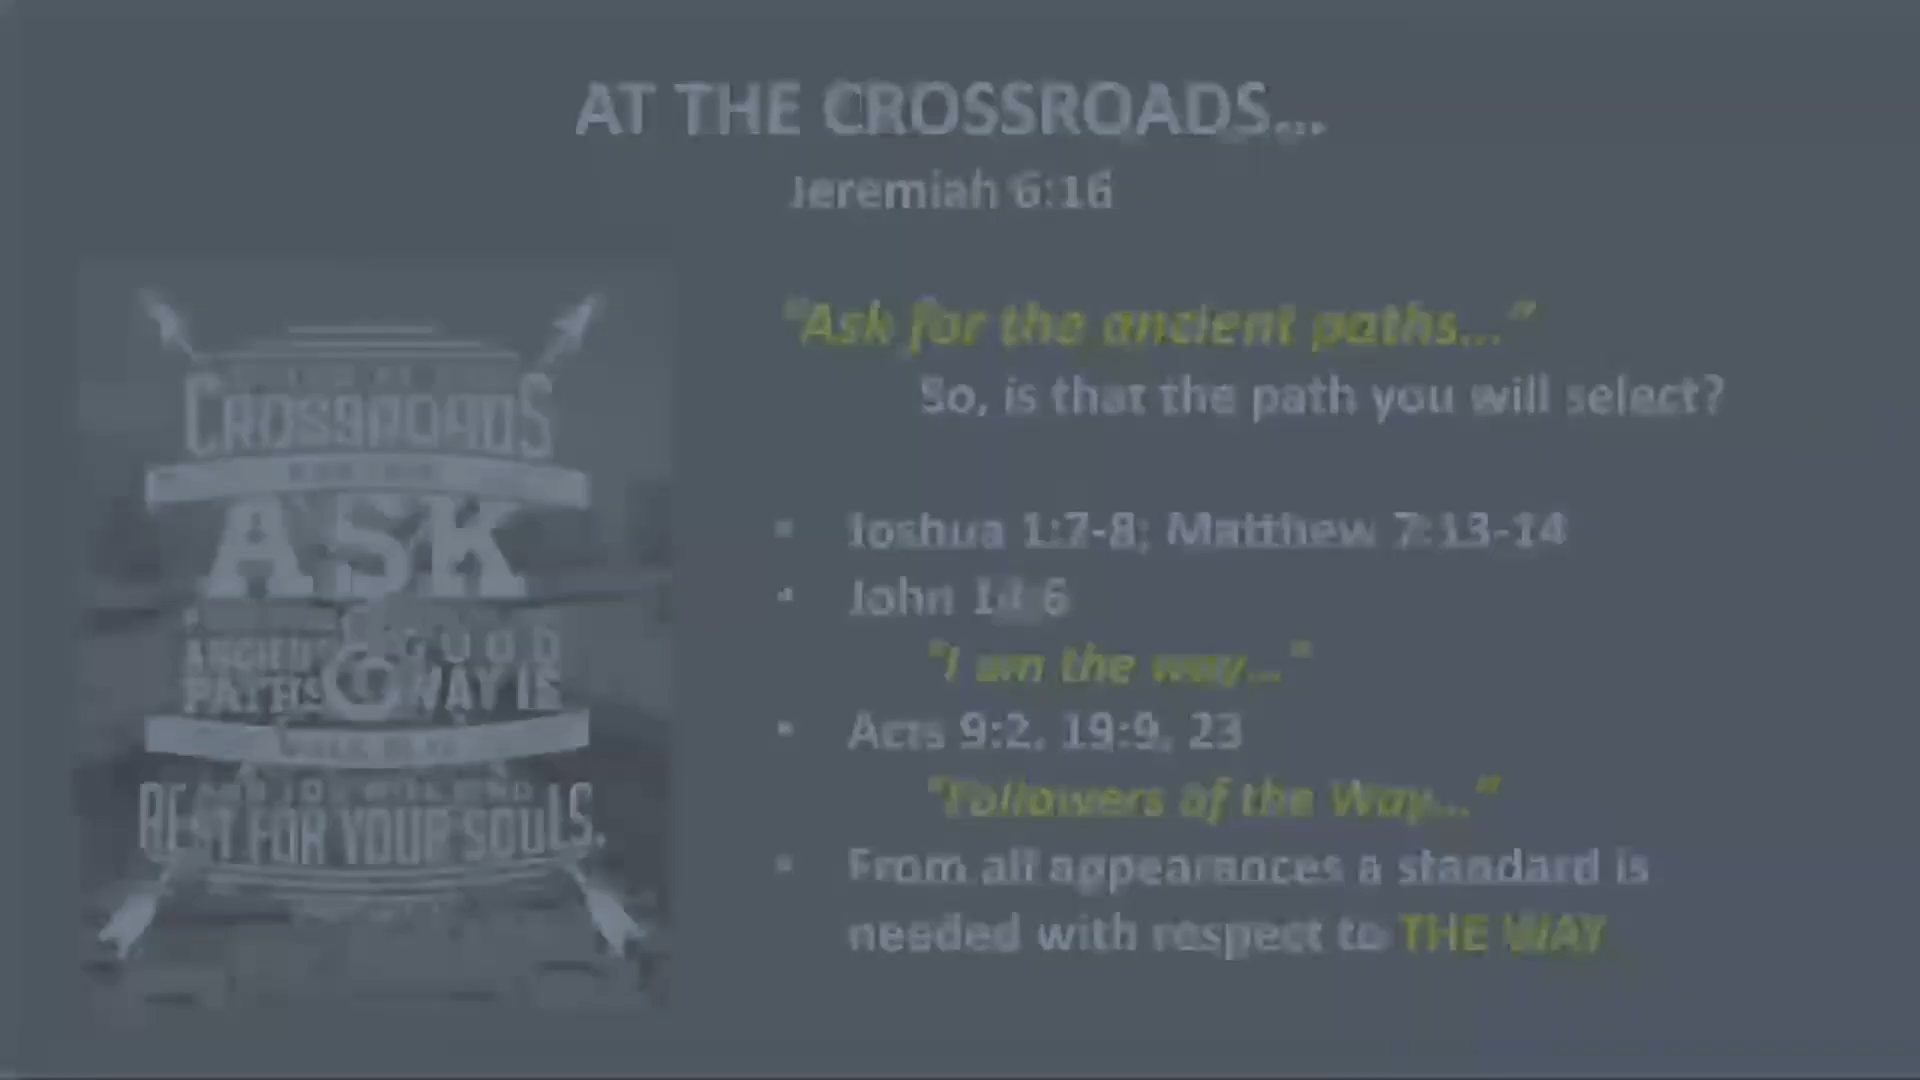 AT THE CROSSROADS...
Jeremiah 6:16
"Ask for the ancient paths..."
So, is that the path you will select?
• Joshua 1:7-8; Matthew 7:13-14
• John 14:6
"I am the way..."
• Acts 9:2, 19:9, 23
"Followers of the Way..."
• From all appearances a standard is
needed with respect to THE WAY
CROSSROADS
ASK
ANCIENT
PATHS
&
GOOD
WAY IS
REST FOR YOUR SOULS.